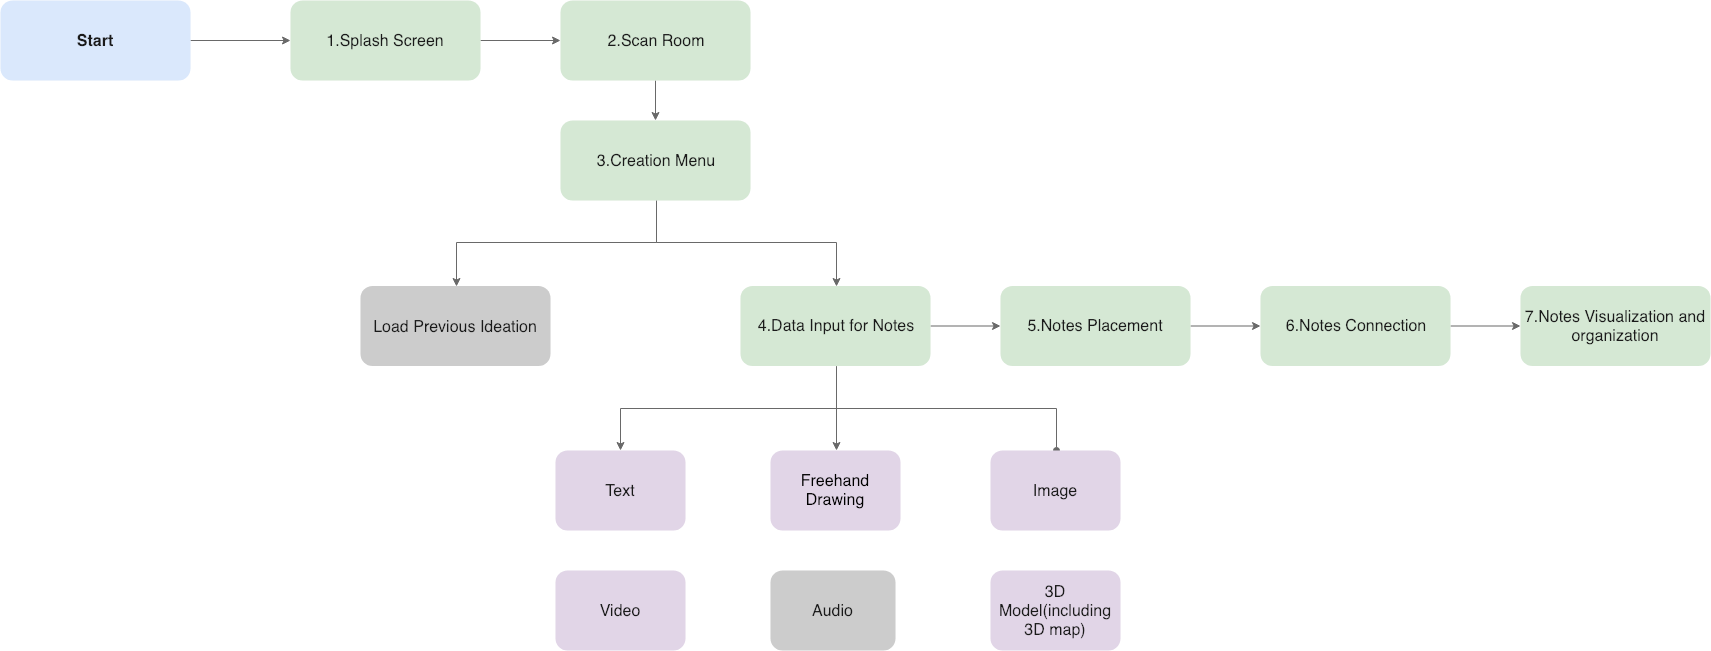 Start
1.Splash Screen
2.Scan Room
3.Creation Menu
Load Previous Ideation
4.Data Input for Notes
5.Notes Placement
6.Notes Connection
7.Notes Visualization and
organization
Text
Freehand
Drawing
Image
Video
Audio
3D
Model(including
3D map)